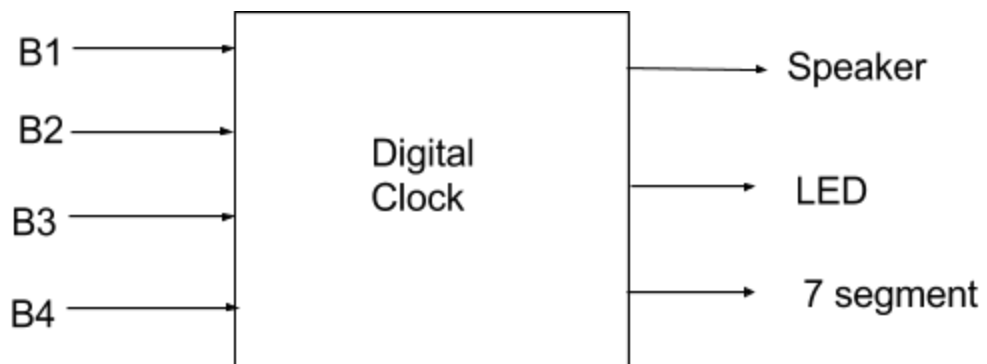 B1
B2
B3
B4
Digital
Clock
Speaker
LED
7 segment